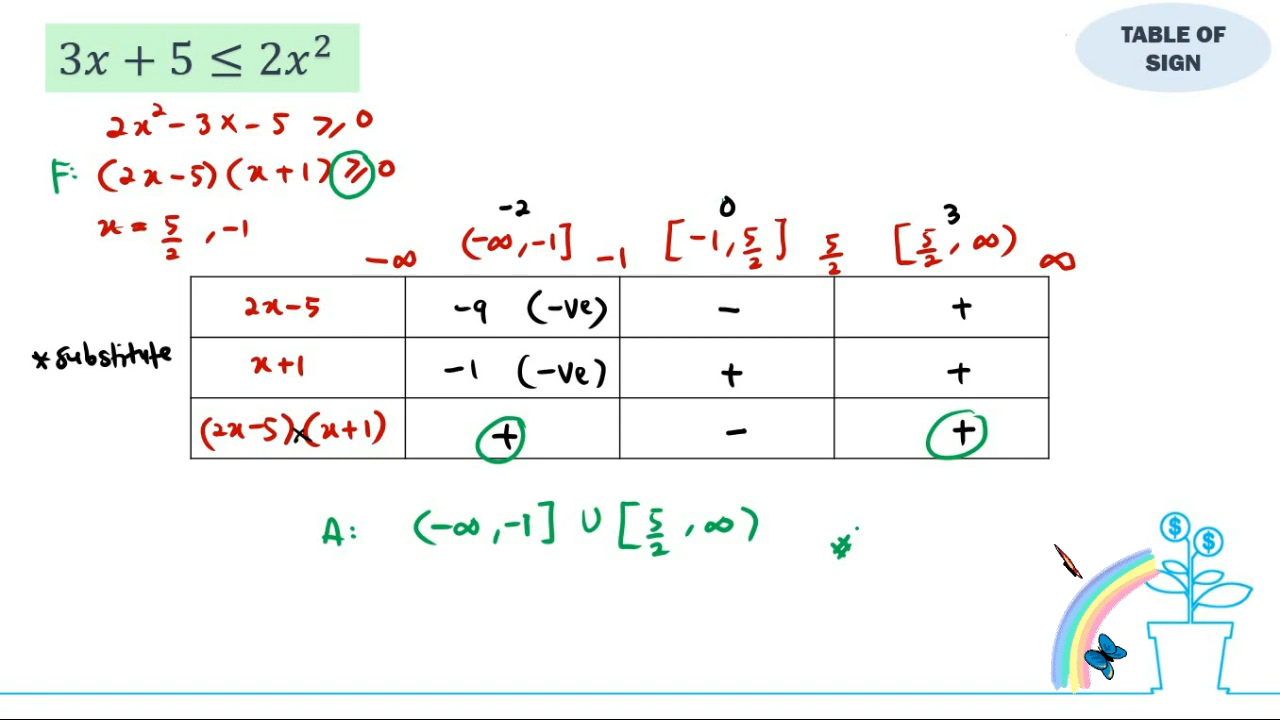 TABLE OF
SIGN
3x + 5 ≤ 2x²
2x² - 3x - 5 ≥ 0
F: (2x - 5)(x + 1) ≥ 0
x = 5/2 , -1
-2 0 3
-∞ (-∞, -1] -1 [-1, 5/2] 5/2 [5/2, ∞) ∞
2x - 5 -9 (-ve) - +
*substitute x + 1 -1 (-ve) + +
(2x - 5) × (x + 1) + - +
A: (-∞, -1] ∪ [5/2, ∞) *
$ $